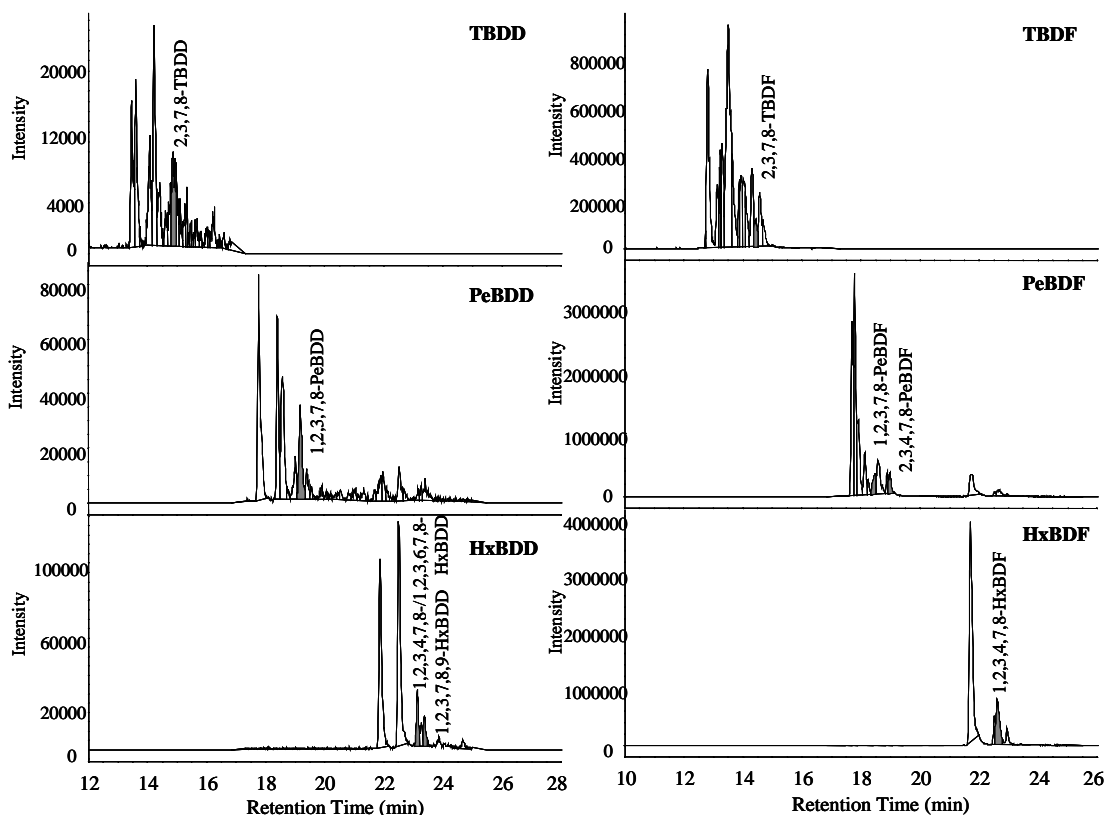 TBDD
2,3,7,8-TBDD
Intensity
20000
12000
4000
0
PeBDD
1,2,3,7,8-PeBDD
Intensity
80000
60000
40000
20000
0
HxBDD
1,2,3,4,7,8-/1,2,3,6,7,8-
HxBDD
1,2,3,7,8,9-HxBDD
Intensity
100000
60000
20000
0
12 14 16 18 20 22 24 26 28
Retention Time (min)
TBDF
2,3,7,8-TBDF
Intensity
800000
600000
400000
200000
0
PeBDF
1,2,3,7,8-PeBDF
2,3,4,7,8-PeBDF
Intensity
3000000
2000000
1000000
0
HxBDF
1,2,3,4,7,8-HxBDF
Intensity
4000000
3000000
2000000
1000000
0
10 12 14 16 18 20 22 24 26
Retention Time (min)